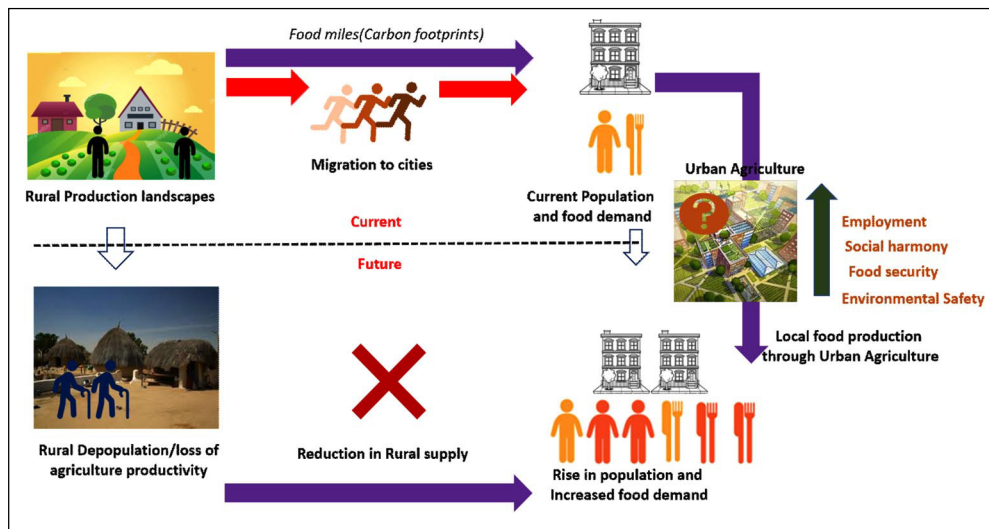 Food miles(Carbon footprints)
Migration to cities
Rural Production landscapes
Current Population
and food demand
Urban Agriculture
?
Current
Future
Employment
Social harmony
Food security
Environmental Safety
Local food production
through Urban Agriculture
Rural Depopulation/loss of
agriculture productivity
Reduction in Rural supply
Rise in population and
Increased food demand